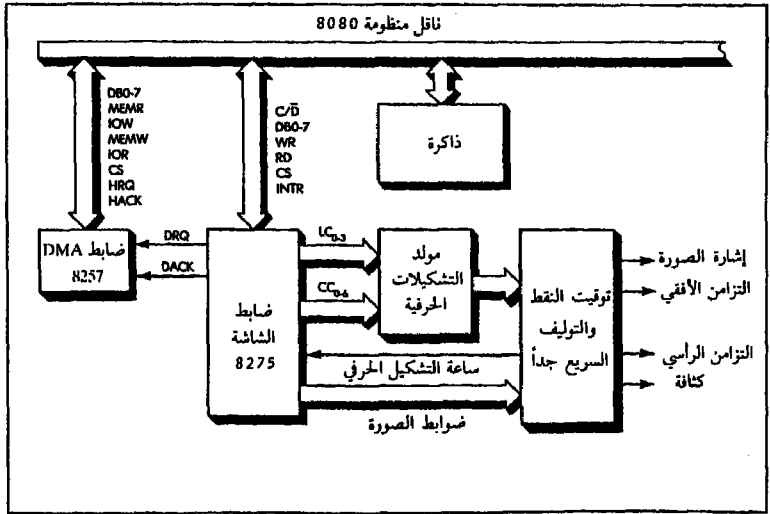 ناقل منظومة 8080
DB0-7
MEMR
IOW
MEMW
IOR
CS
HRQ
HACK
C/D̅
DB0-7
WR
RD
CS
INTR
ذاكرة
ضابط DMA
8257
DRQ
DACK
ضابط
الشاشة
8275
LC0-3
CC0-6
مولد
التشكيلات
الحرفية
ساعة التشكيل الحرفي
ضوابط الصورة
توقيت النقط
والتوليف
السريع جداً
إشارة الصورة
التزامن الأفقي
التزامن الرأسي
كثافة